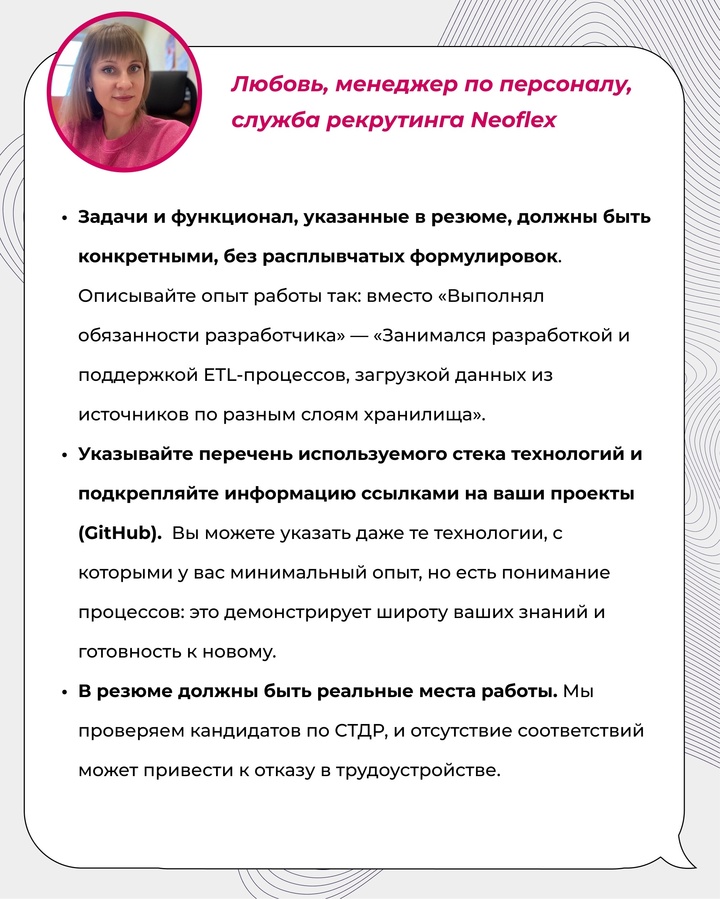 Любовь, менеджер по персоналу,
служба рекрутинга Neoflex
• Задачи и функционал, указанные в резюме, должны быть
конкретными, без расплывчатых формулировок.
Описывайте опыт работы так: вместо «Выполнял
обязанности разработчика» — «Занимался разработкой и
поддержкой ETL-процессов, загрузкой данных из
источников по разным слоям хранилища».
• Указывайте перечень используемого стека технологий и
подкрепляйте информацию ссылками на ваши проекты
(GitHub). Вы можете указать даже те технологии, с
которыми у вас минимальный опыт, но есть понимание
процессов: это демонстрирует широту ваших знаний и
готовность к новому.
• В резюме должны быть реальные места работы. Мы
проверяем кандидатов по СТДР, и отсутствие соответствий
может привести к отказу в трудоустройстве.